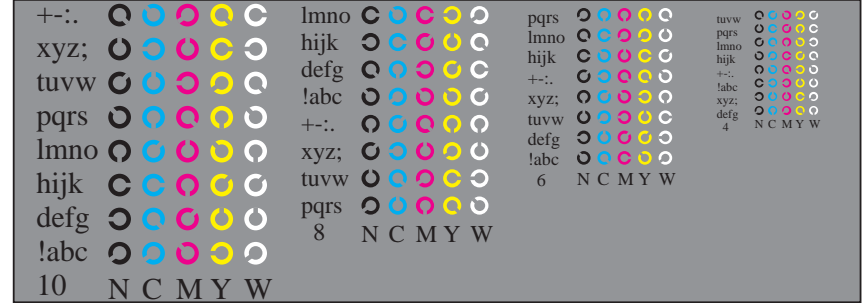 +-:.
xyz;
tuvw
pqrs
lmno
hijk
defg
!abc
10 N C M Y W
lmno
hijk
defg
!abc
+-:.
xyz;
tuvw
pqrs
8 N C M Y W
pqrs
lmno
hijk
+-:.
xyz;
tuvw
defg
!abc
6 N C M Y W
tuvw
pqrs
lmno
hijk
+-:.
!abc
xyz;
defg
4 N C M Y W